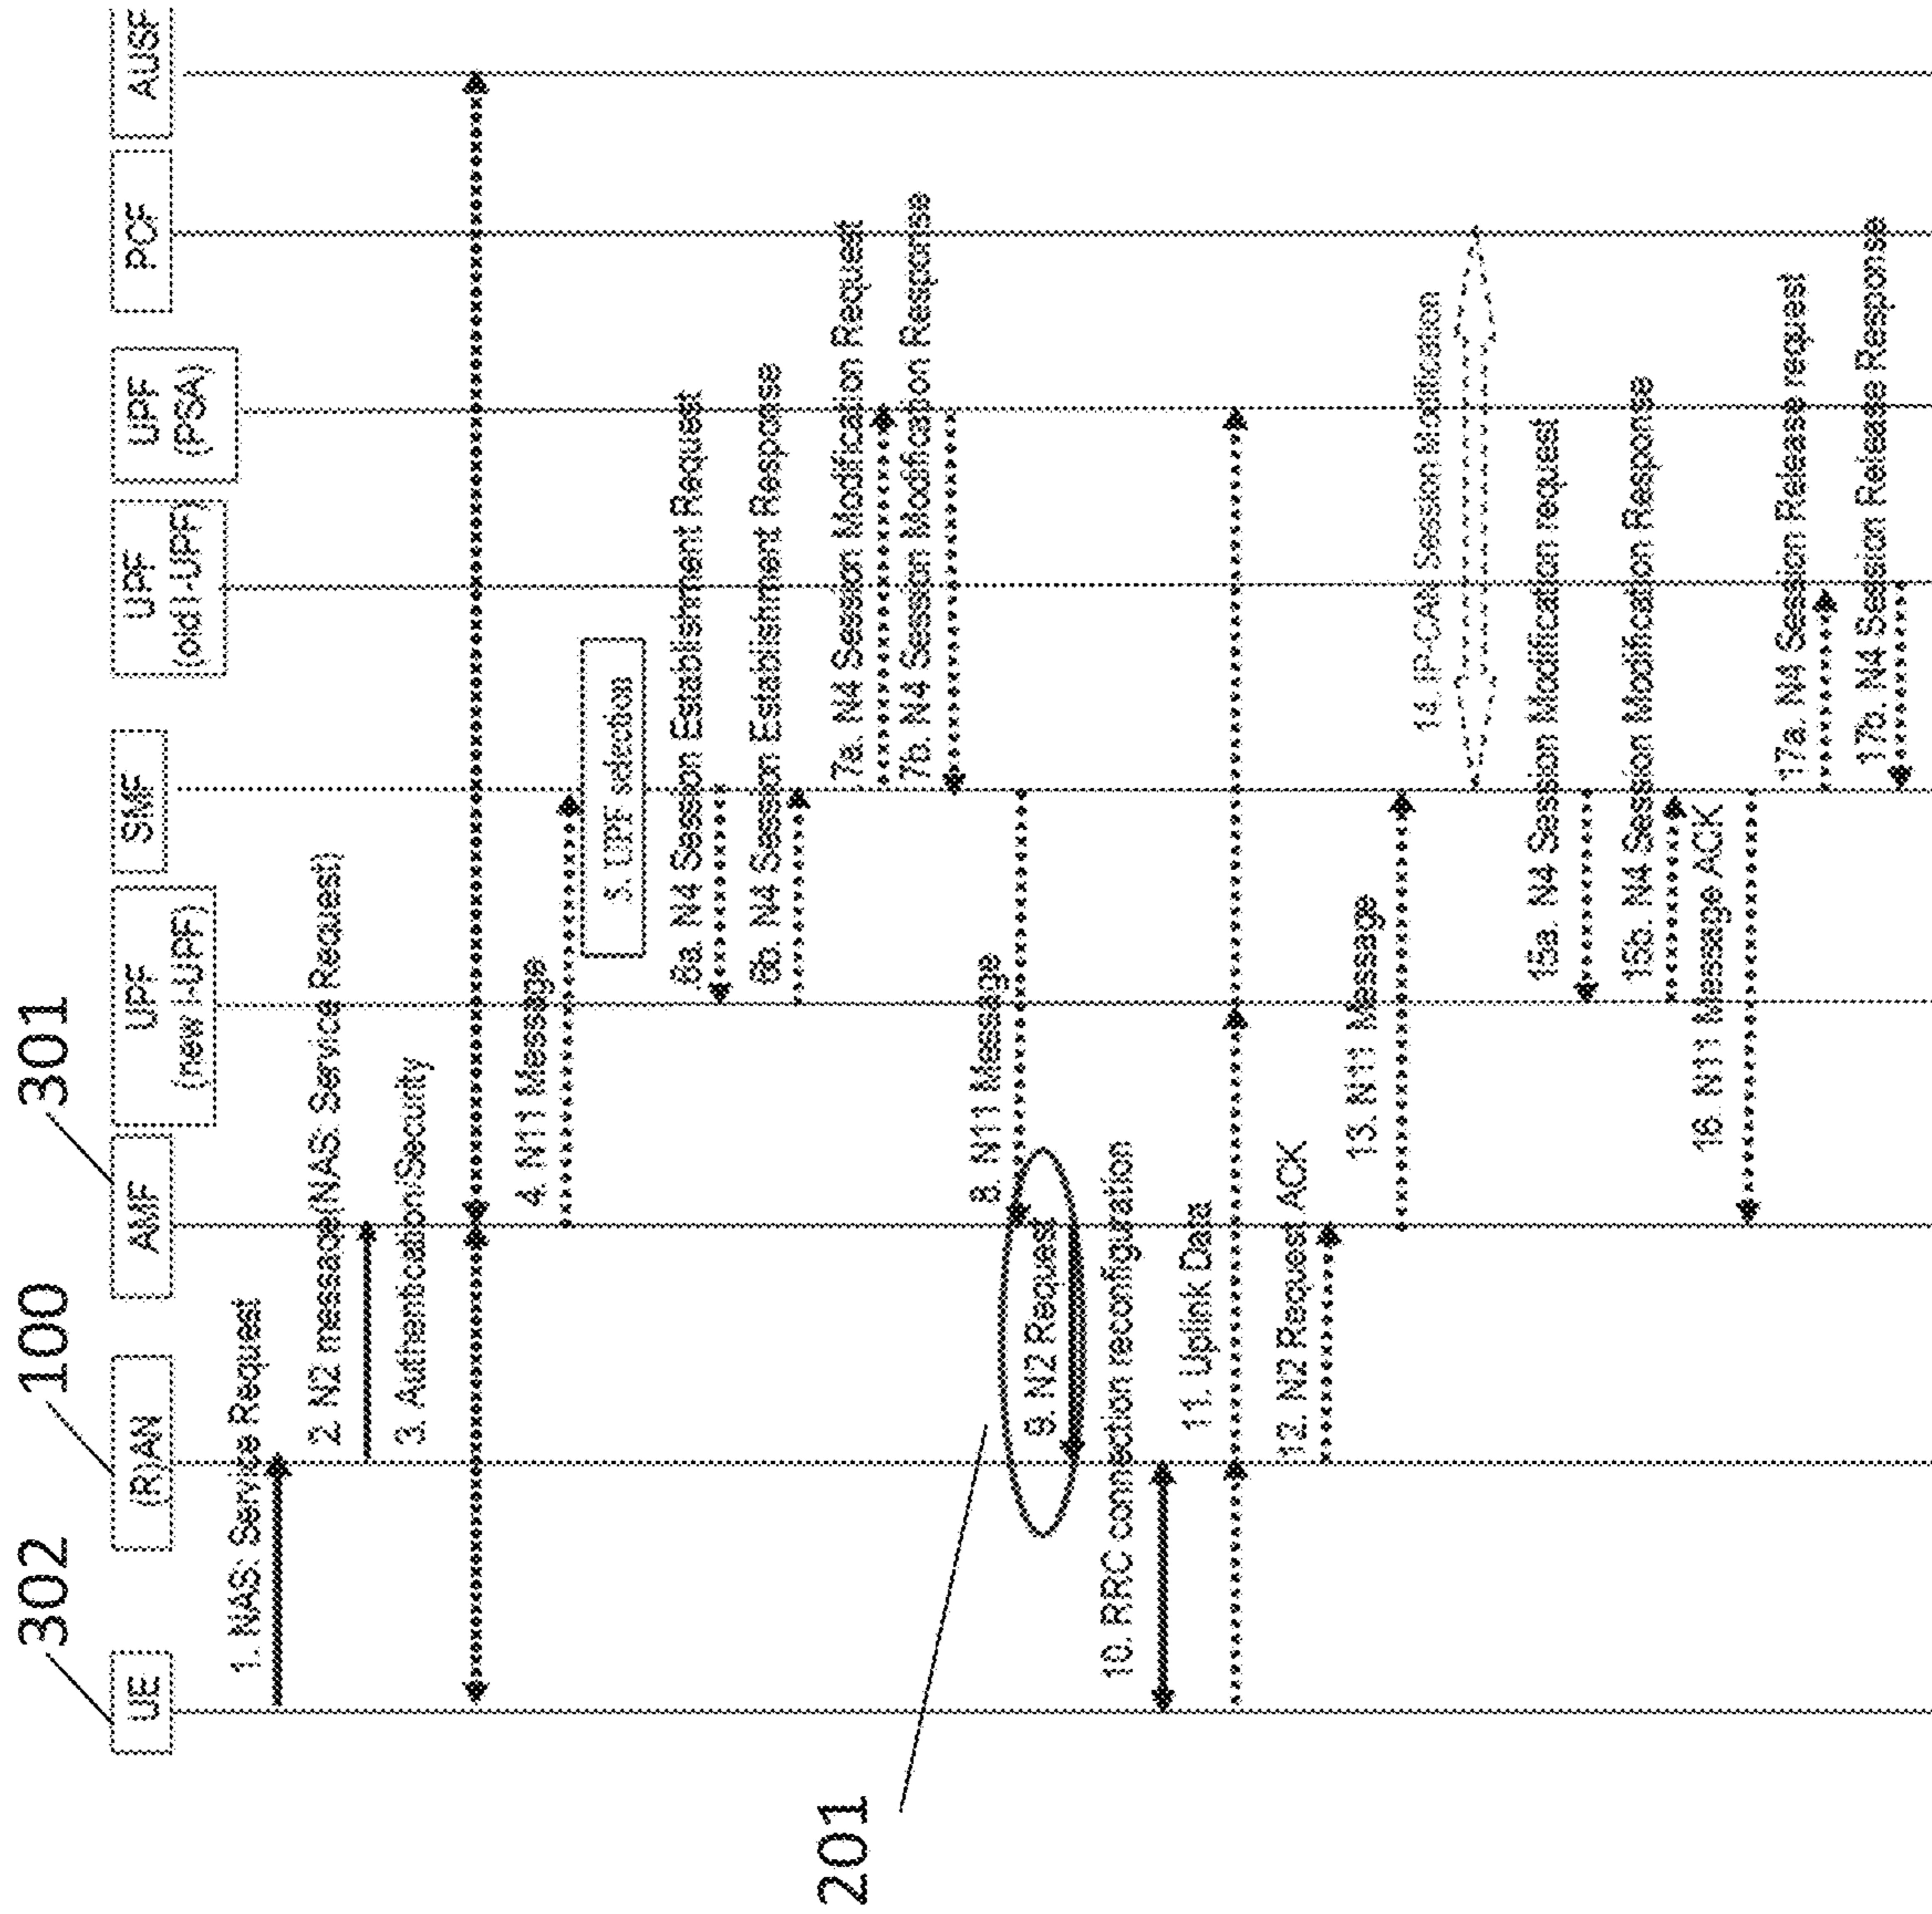 302
100
301
UE
(R)AN
AMF
UPF
(new I-UPF)
SMF
UPF
(old I-UPF)
UPF
(PSA)
PCF
AUSF
1. NAS Service Request
2. N2 message(NAS: Service Request)
3. Authentication/Security
4. N11 Message
5. UPF selection
6a. N4 Session Establishment Request
6b. N4 Session Establishment Response
7a. N4 Session Modification Request
7b. N4 Session Modification Response
8. N11 Message
201
9. N2 Request
10. RRC connection reconfiguration
11. Uplink Data
12. N2 Request ACK
13. N11 Message
14. IP-CAN Session Modification
15a. N4 Session Modification request
15b. N4 Session Modification Response
16. N11 Message ACK
17a. N4 Session Release request
17b. N4 Session Release Response